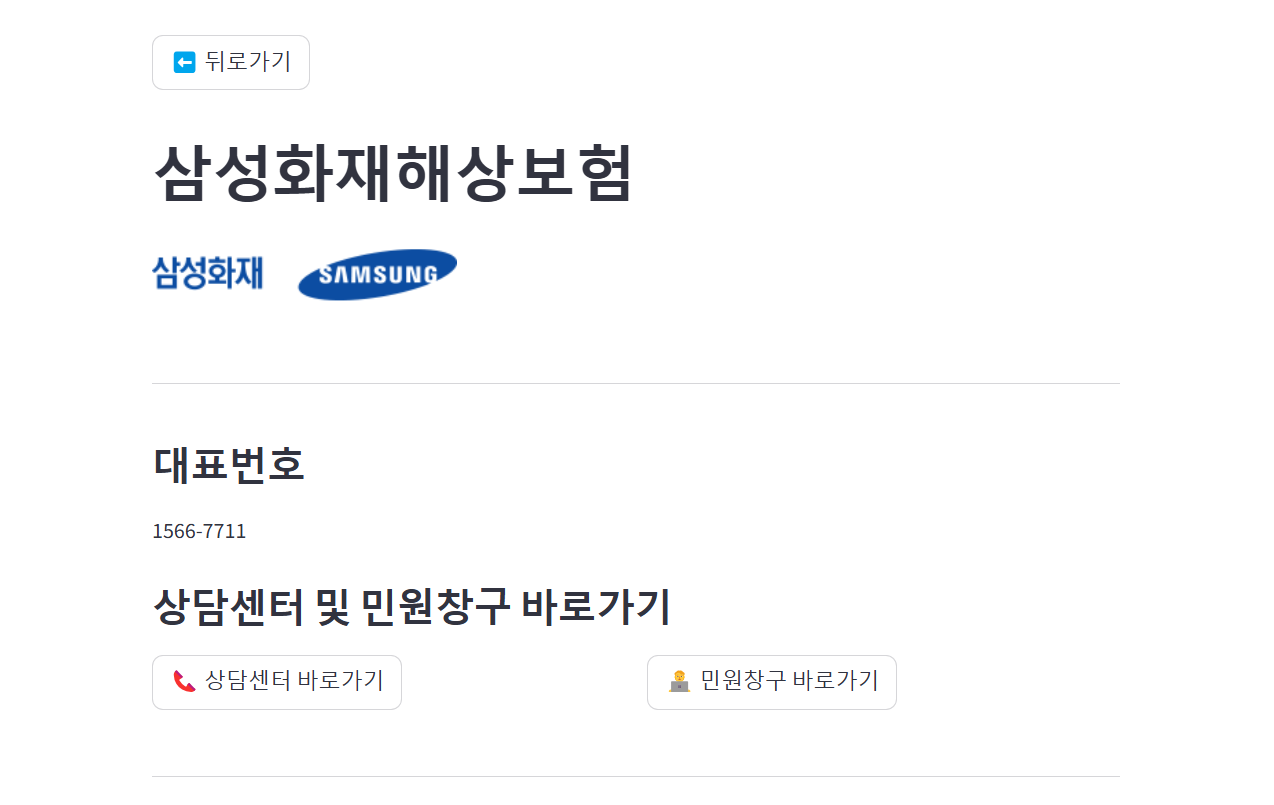 뒤로가기
삼성화재해상보험
삼성화재 SAMSUNG
대표번호
1566-7711
상담센터 및 민원창구 바로가기
상담센터 바로가기
민원창구 바로가기